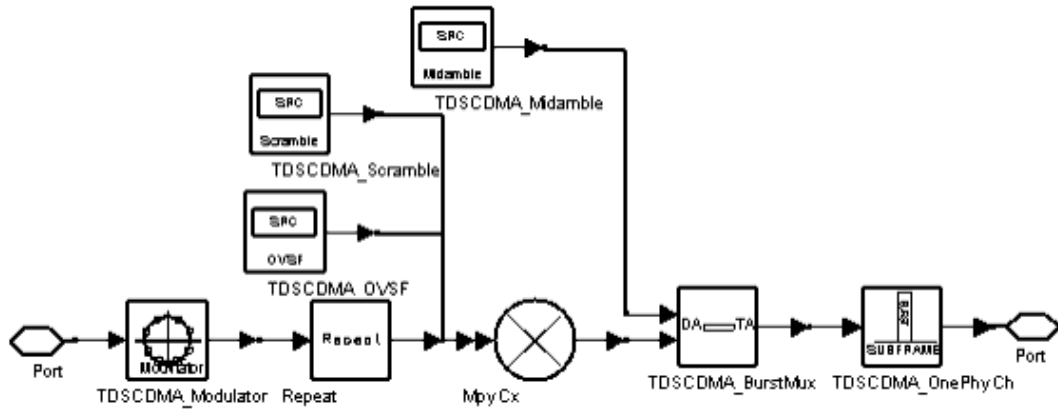 SRC
Midamble
TDSCDMA_Midamble
SRC
Scramble
TDSCDMA_Scramble
SRC
OVSF
TDSCDMA_OVSF
Port
Modulator
TDSCDMA_Modulator
Repeat
Repeat
MpyCx
DA TA
TDSCDMA_BurstMux
BURST
SUBFRAME
TDSCDMA_OnePhyCh
Port